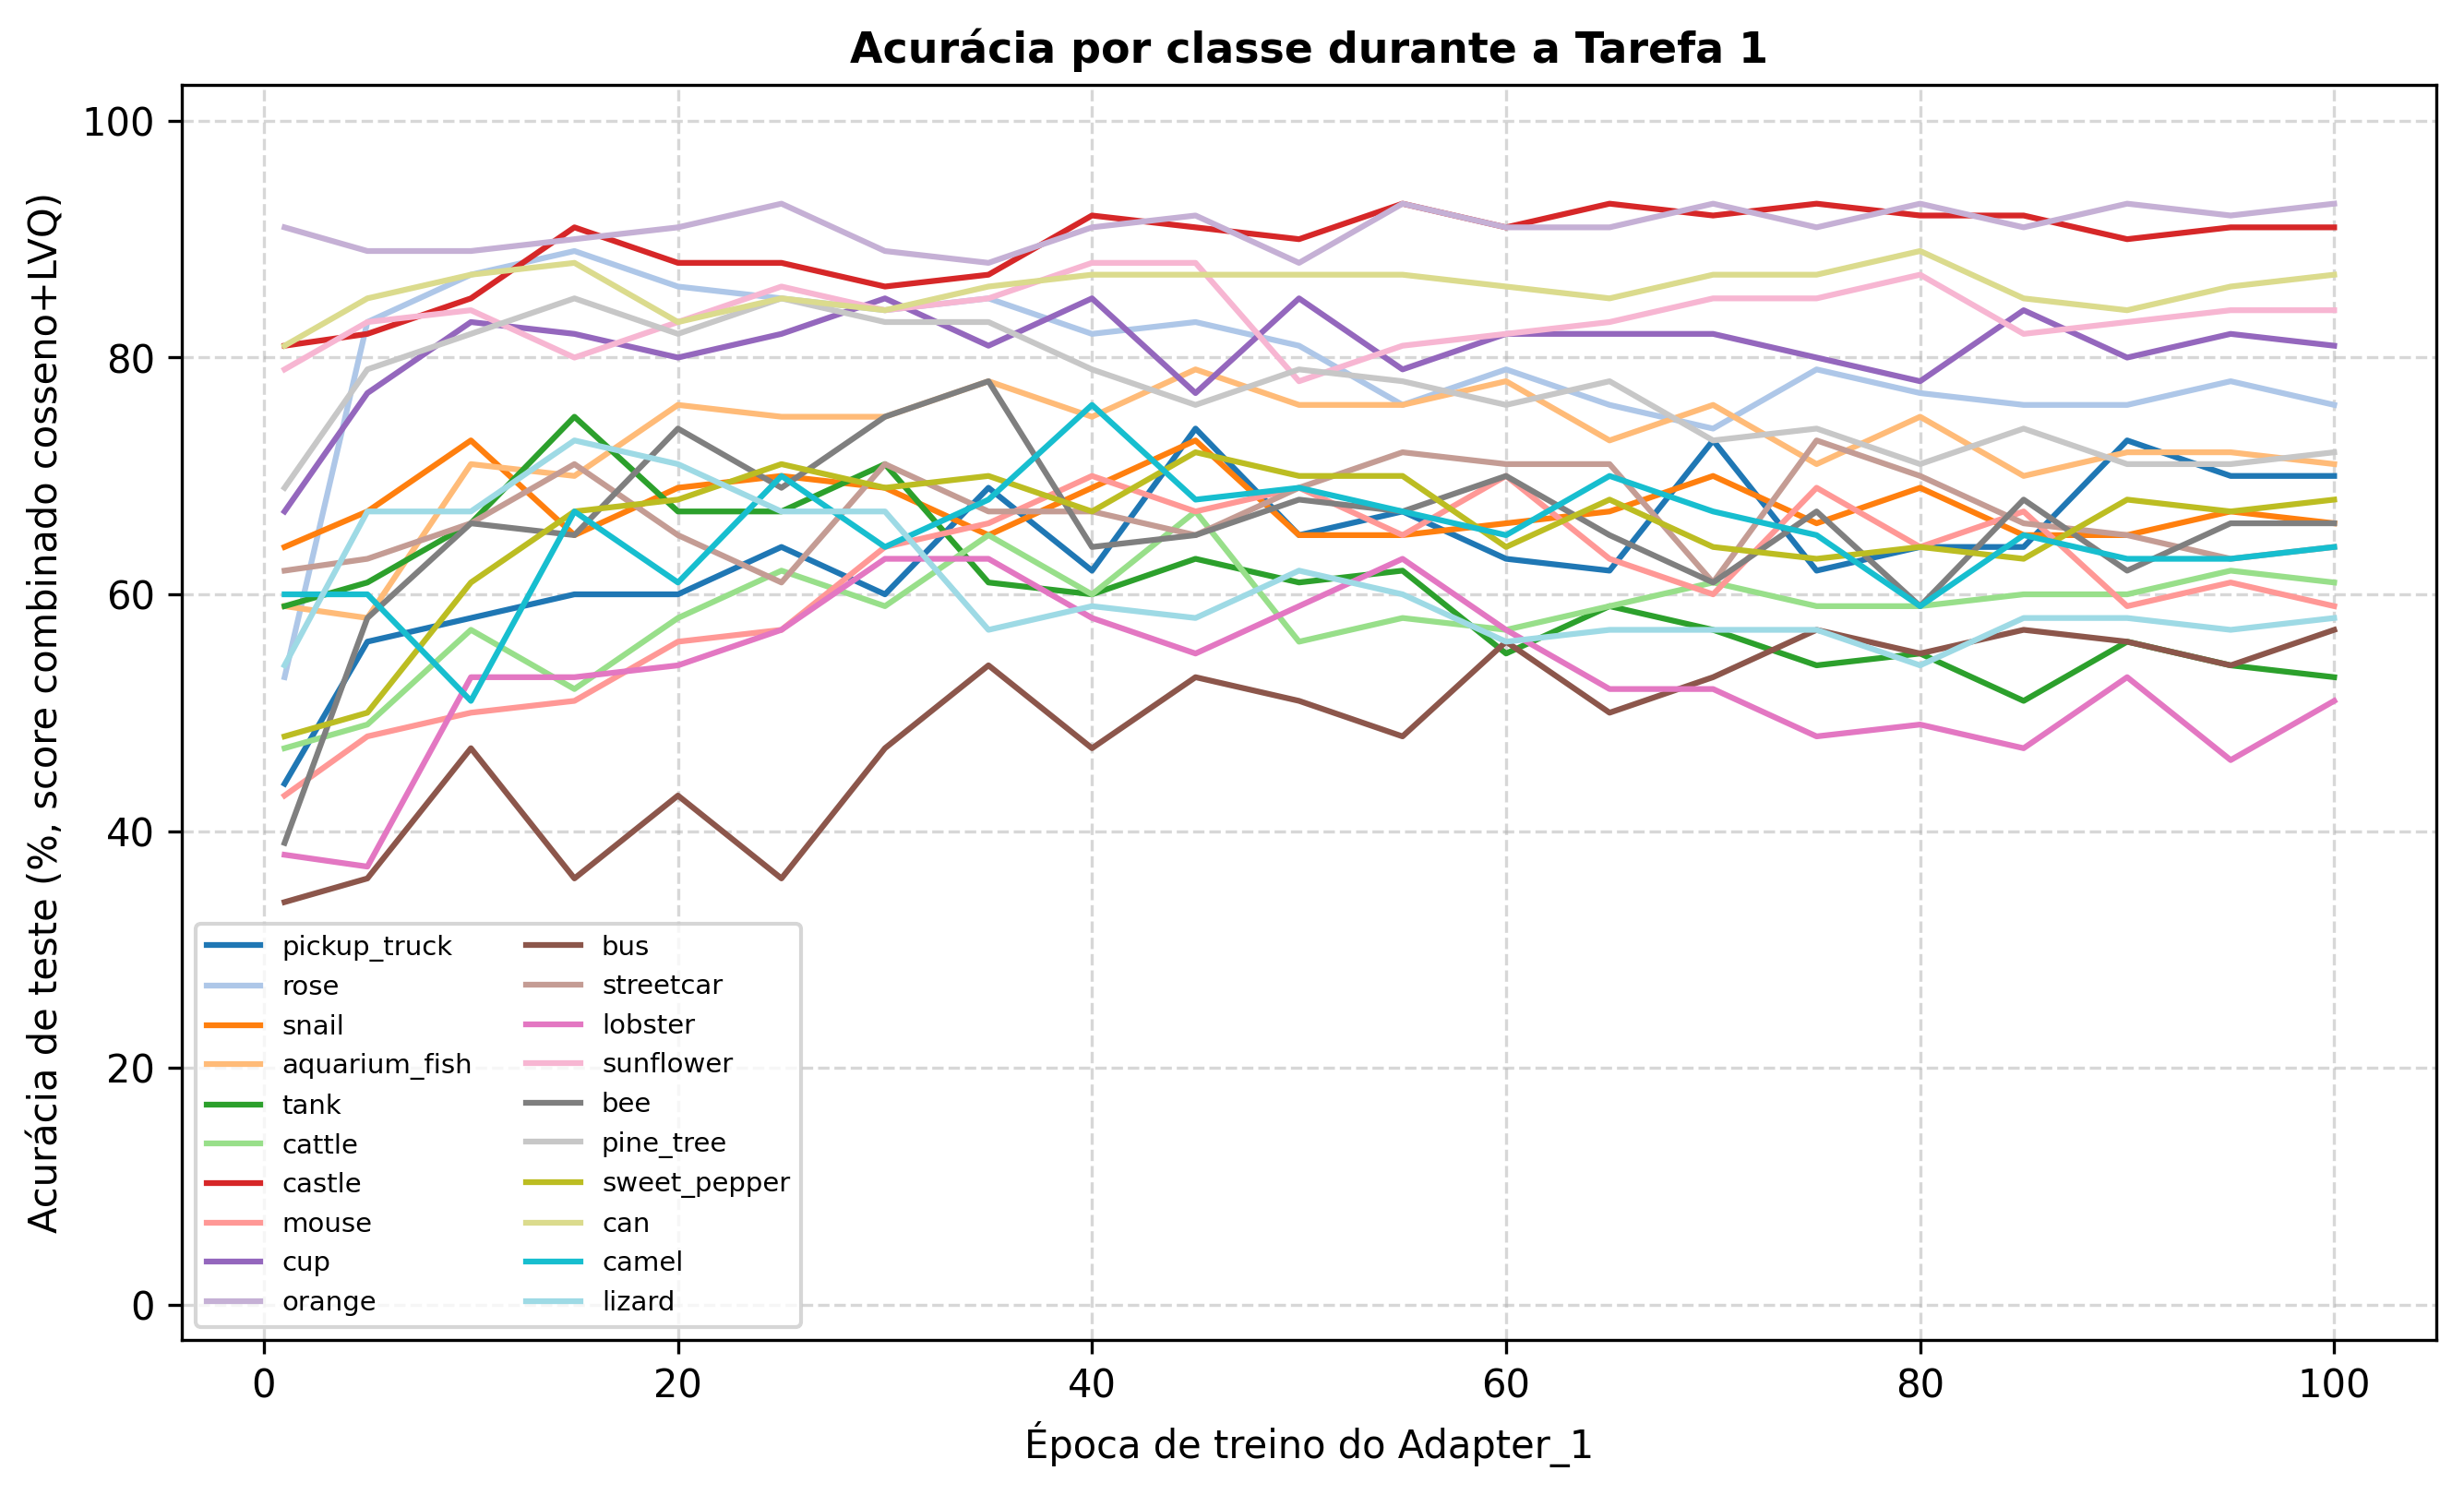 Acurácia por classe durante a Tarefa 1
Acurácia de teste (%, score combinado cosseno+LVQ)
100
80
60
40
20
0
pickup_truck
rose
snail
aquarium_fish
tank
cattle
castle
mouse
cup
orange
bus
streetcar
lobster
sunflower
bee
pine_tree
sweet_pepper
can
camel
lizard
0 20 40 60 80 100
Época de treino do Adapter_1